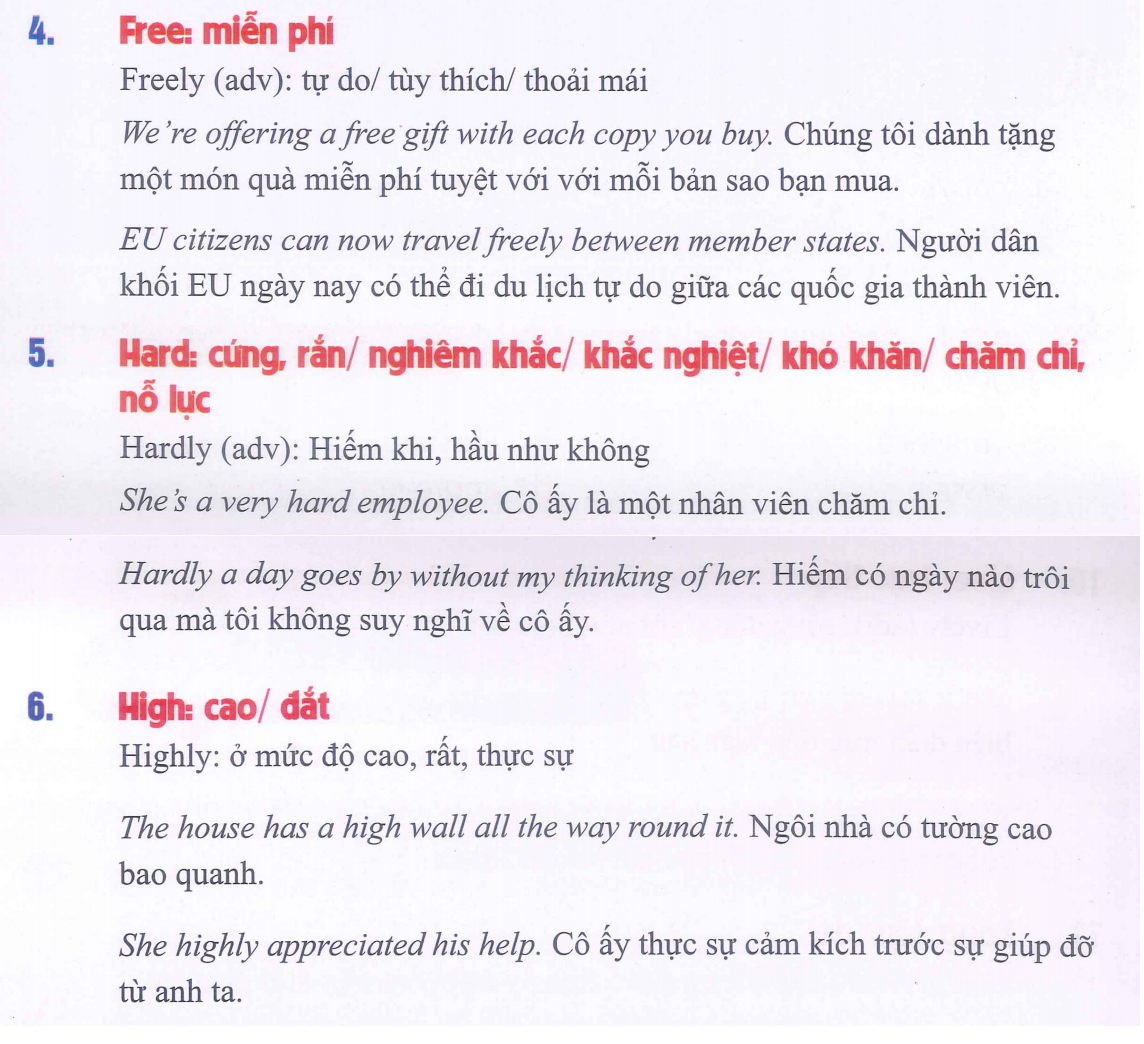 4. Free: miễn phí
Freely (adv): tự do/ tùy thích/ thoải mái
We're offering a free gift with each copy you buy. Chúng tôi dành tặng
một món quà miễn phí tuyệt vời với mỗi bản sao bạn mua.
EU citizens can now travel freely between member states. Người dân
khối EU ngày nay có thể đi du lịch tự do giữa các quốc gia thành viên.
5. Hard: cứng, rắn/ nghiêm khắc/ khắc nghiệt/ khó khăn/ chăm chỉ,
nỗ lực
Hardly (adv): Hiếm khi, hầu như không
She's a very hard employee. Cô ấy là một nhân viên chăm chỉ.
Hardly a day goes by without my thinking of her. Hiếm có ngày nào trôi
qua mà tôi không suy nghĩ về cô ấy.
6. High: cao/ đắt
Highly: ở mức độ cao, rất, thực sự
The house has a high wall all the way round it. Ngôi nhà có tường cao
bao quanh.
She highly appreciated his help. Cô ấy thực sự cảm kích trước sự giúp đỡ
từ anh ta.